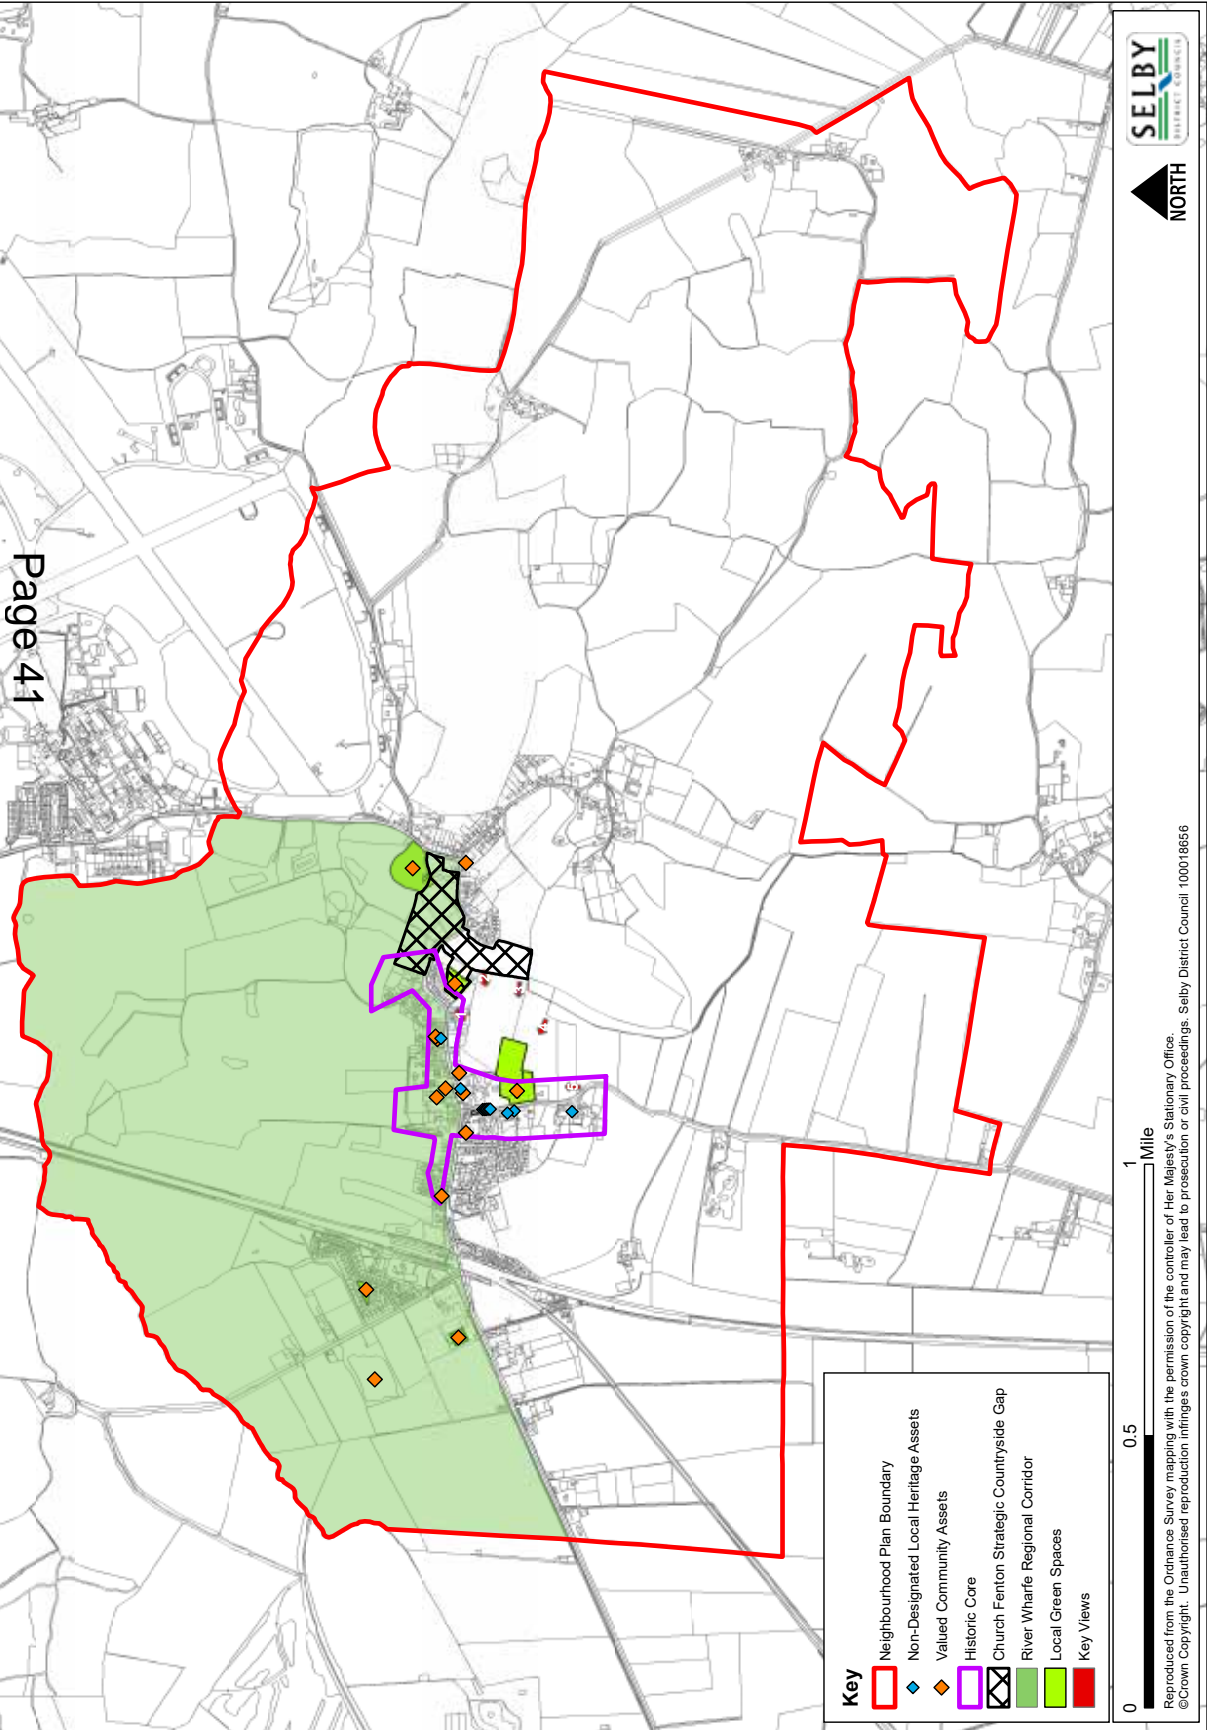 SELBY
DISTRICT COUNCIL
NORTH
Key
Neighbourhood Plan Boundary
Non-Designated Local Heritage Assets
Valued Community Assets
Historic Core
Church Fenton Strategic Countryside Gap
River Wharfe Regional Corridor
Local Green Spaces
Key Views
0
0.5
1
Mile
Reproduced from the Ordnance Survey mapping with the permission of the controller of Her Majesty's Stationary Office.
©Crown Copyright. Unauthorised reproduction infringes crown copyright and may lead to prosecution or civil proceedings. Selby District Council 100018656
Page 41